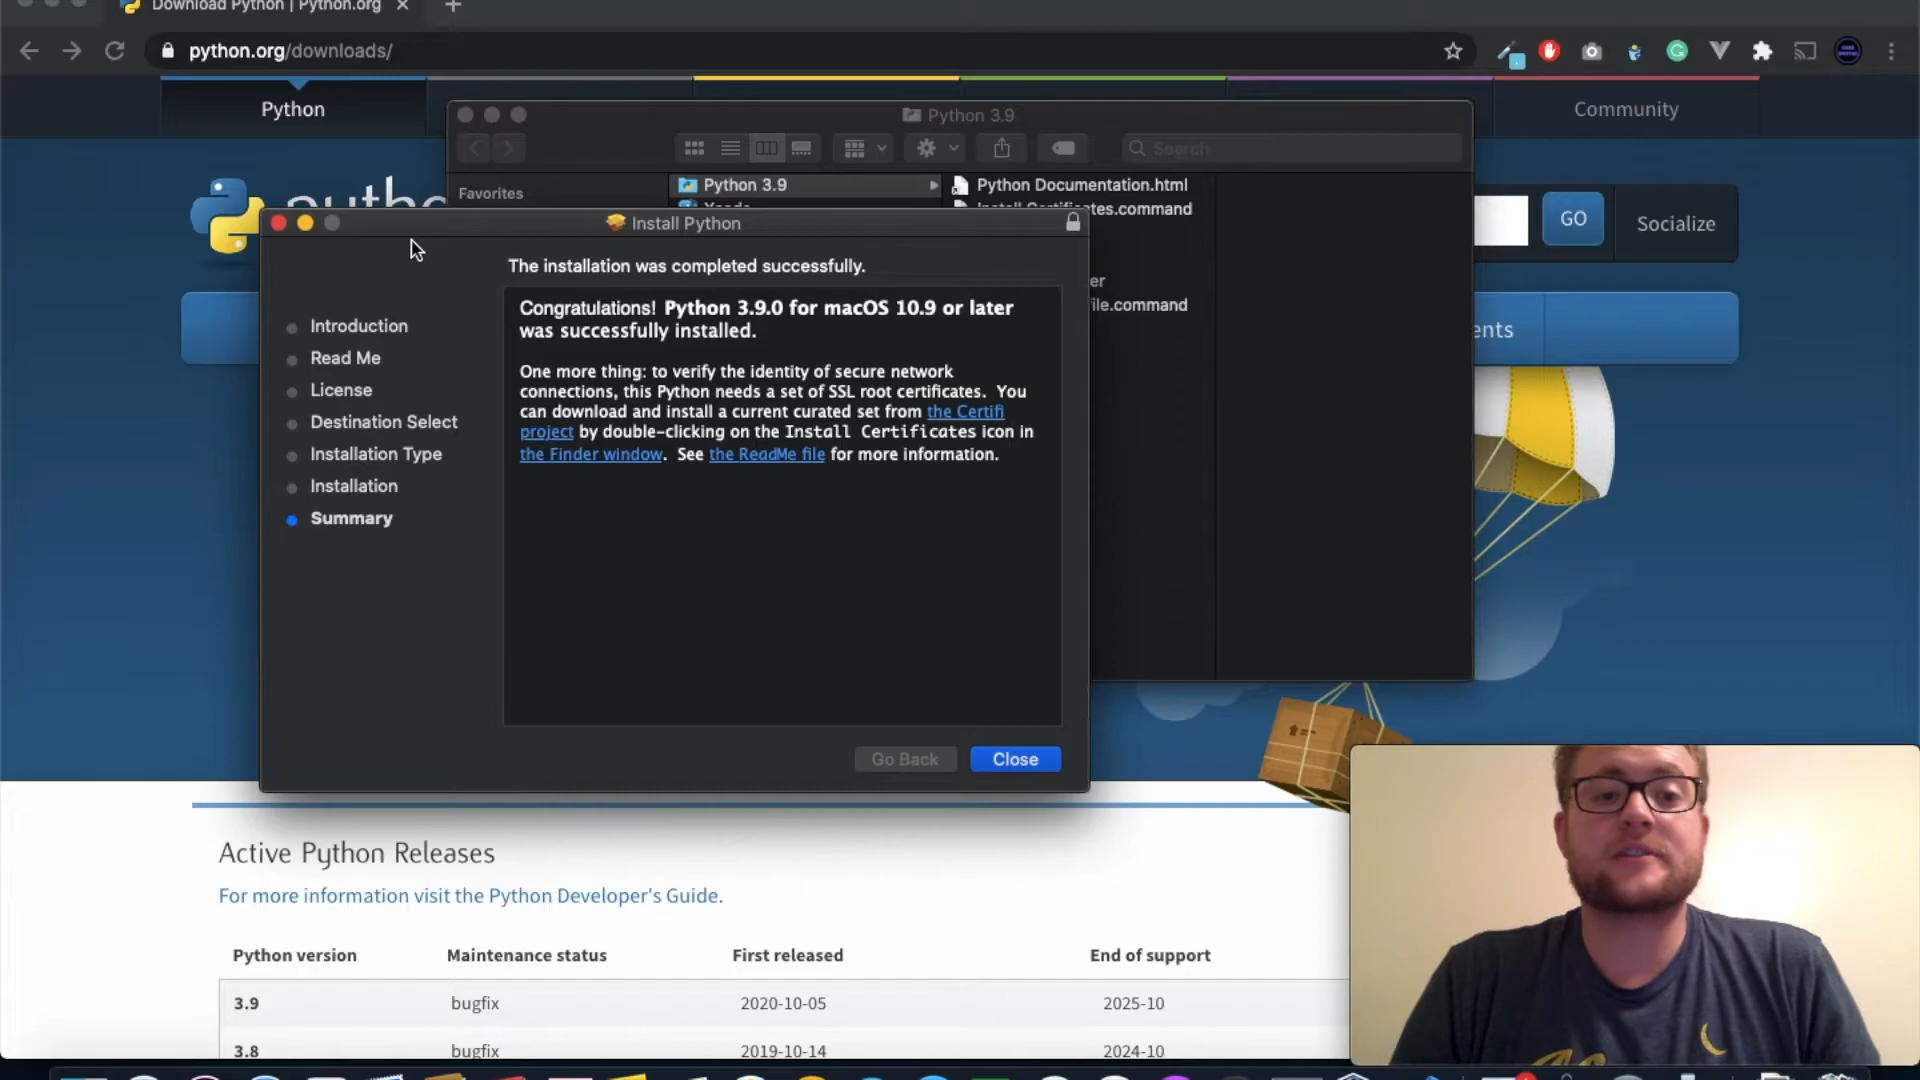 Download Python | Python.org
python.org/downloads/
Python
Community
Python 3.9
Search
Favorites
Python 3.9
Python Documentation.html
Install Certificates.command
GO
Socialize
Install Python
The installation was completed successfully.
Introduction
Read Me
License
Destination Select
Installation Type
Installation
Summary
Congratulations! Python 3.9.0 for macOS 10.9 or later
was successfully installed.
One more thing: to verify the identity of secure network
connections, this Python needs a set of SSL root certificates. You
can download and install a current curated set from the Certifi
project by double-clicking on the Install Certificates icon in
the Finder window. See the ReadMe file for more information.
Go Back
Close
Active Python Releases
For more information visit the Python Developer's Guide.
Python version Maintenance status First released End of support
3.9 bugfix 2020-10-05 2025-10
3.8 bugfix 2019-10-14 2024-10